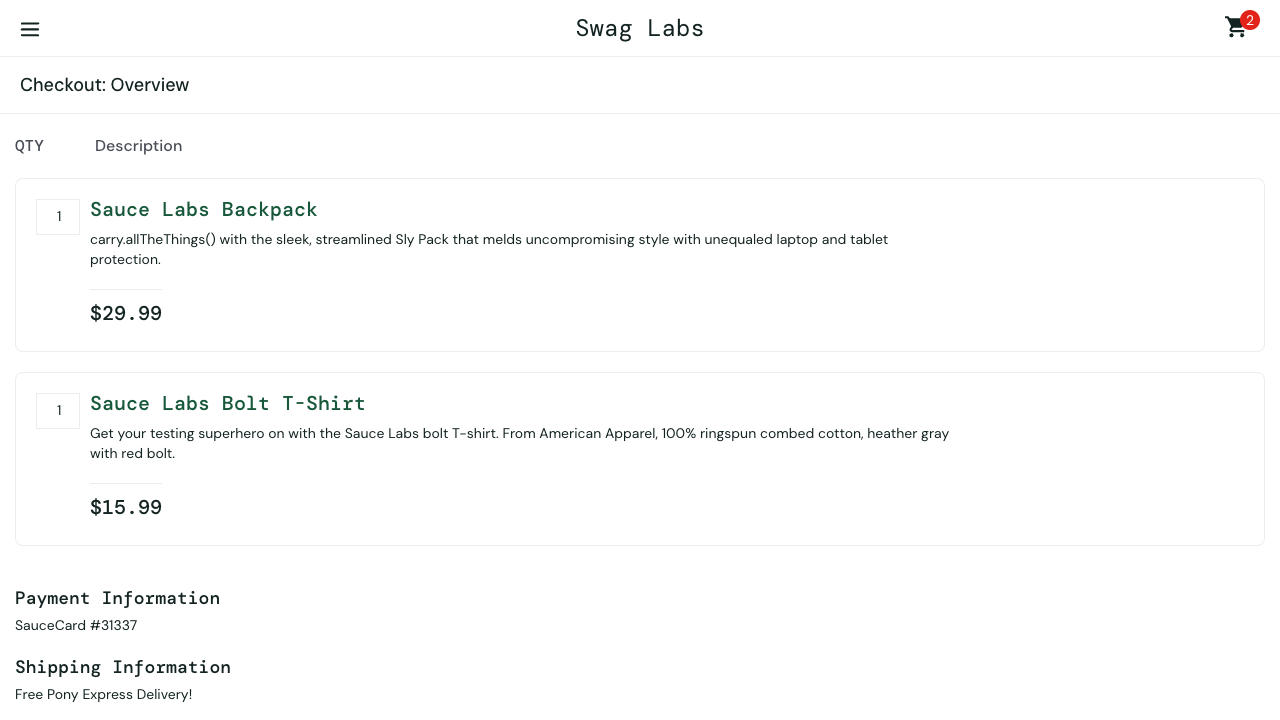 Swag Labs
2
Checkout: Overview
QTY Description
1
Sauce Labs Backpack
carry.allTheThings() with the sleek, streamlined Sly Pack that melds uncompromising style with unequaled laptop and tablet
protection.
$29.99
1
Sauce Labs Bolt T-Shirt
Get your testing superhero on with the Sauce Labs bolt T-shirt. From American Apparel, 100% ringspun combed cotton, heather gray
with red bolt.
$15.99
Payment Information
SauceCard #31337
Shipping Information
Free Pony Express Delivery!